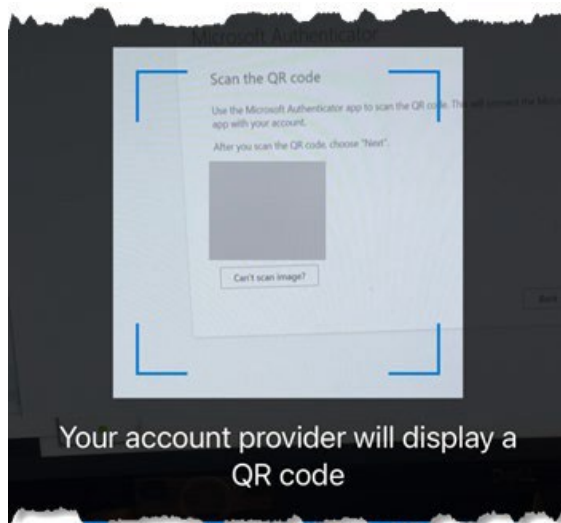 Microsoft Authenticator
Scan the QR code
Use the Microsoft Authenticator app to scan the QR code. This will connect the Micro
app with your account.
After you scan the QR code, choose "Next".
Can't scan image?
Back
Your account provider will display a
QR code